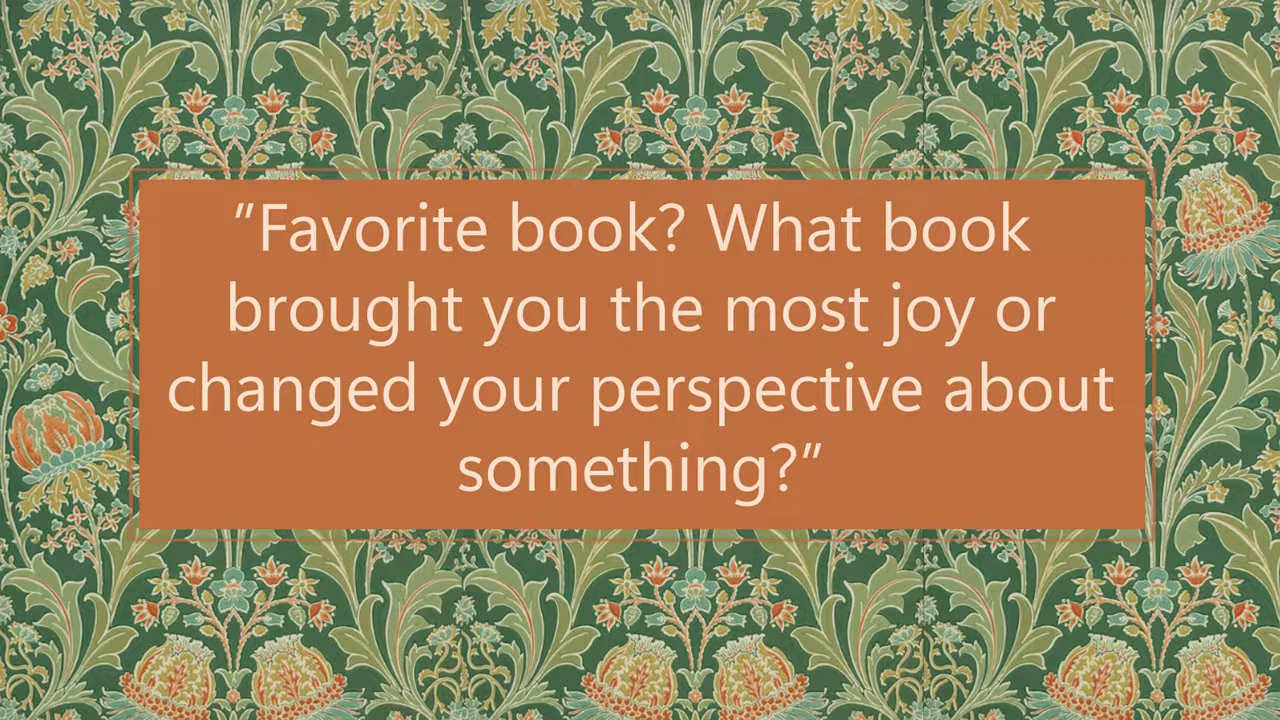 "Favorite book? What book
brought you the most joy or
changed your perspective about
something?"